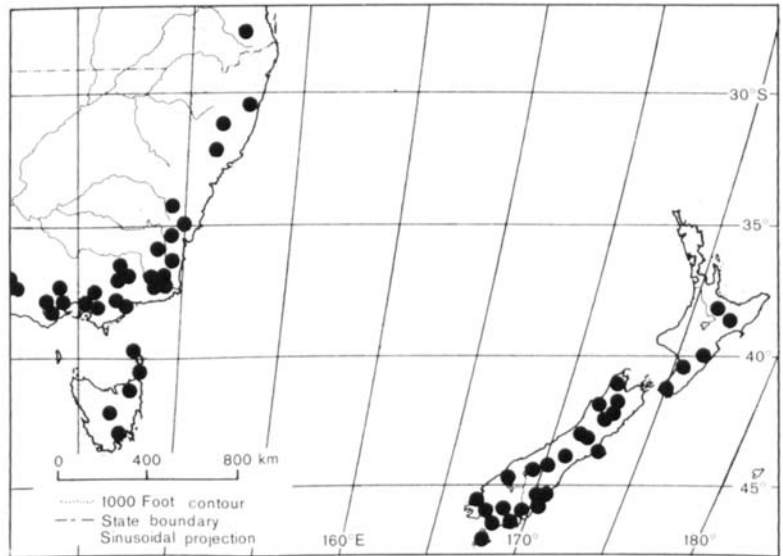 30°S
35°
40°
0 400 800 km
45°
1000 Foot contour
State boundary
Sinusoidal projection
160°E
170°
180°